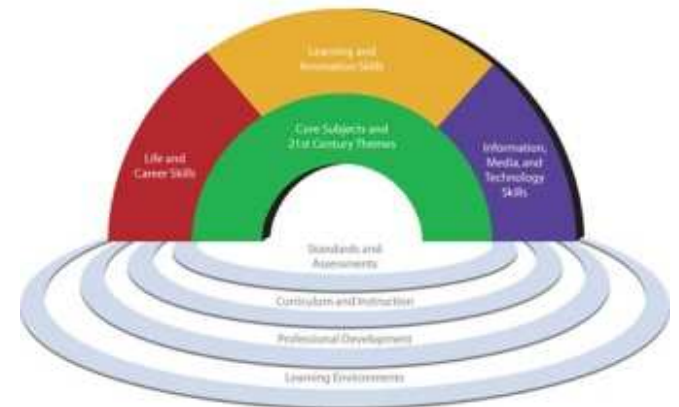 Learning and
Innovation Skills
Core Subjects and
21st Century Themes
Life and
Career Skills
Information,
Media, and
Technology
Skills
Standards and
Assessments
Curriculum and Instruction
Professional Development
Learning Environments